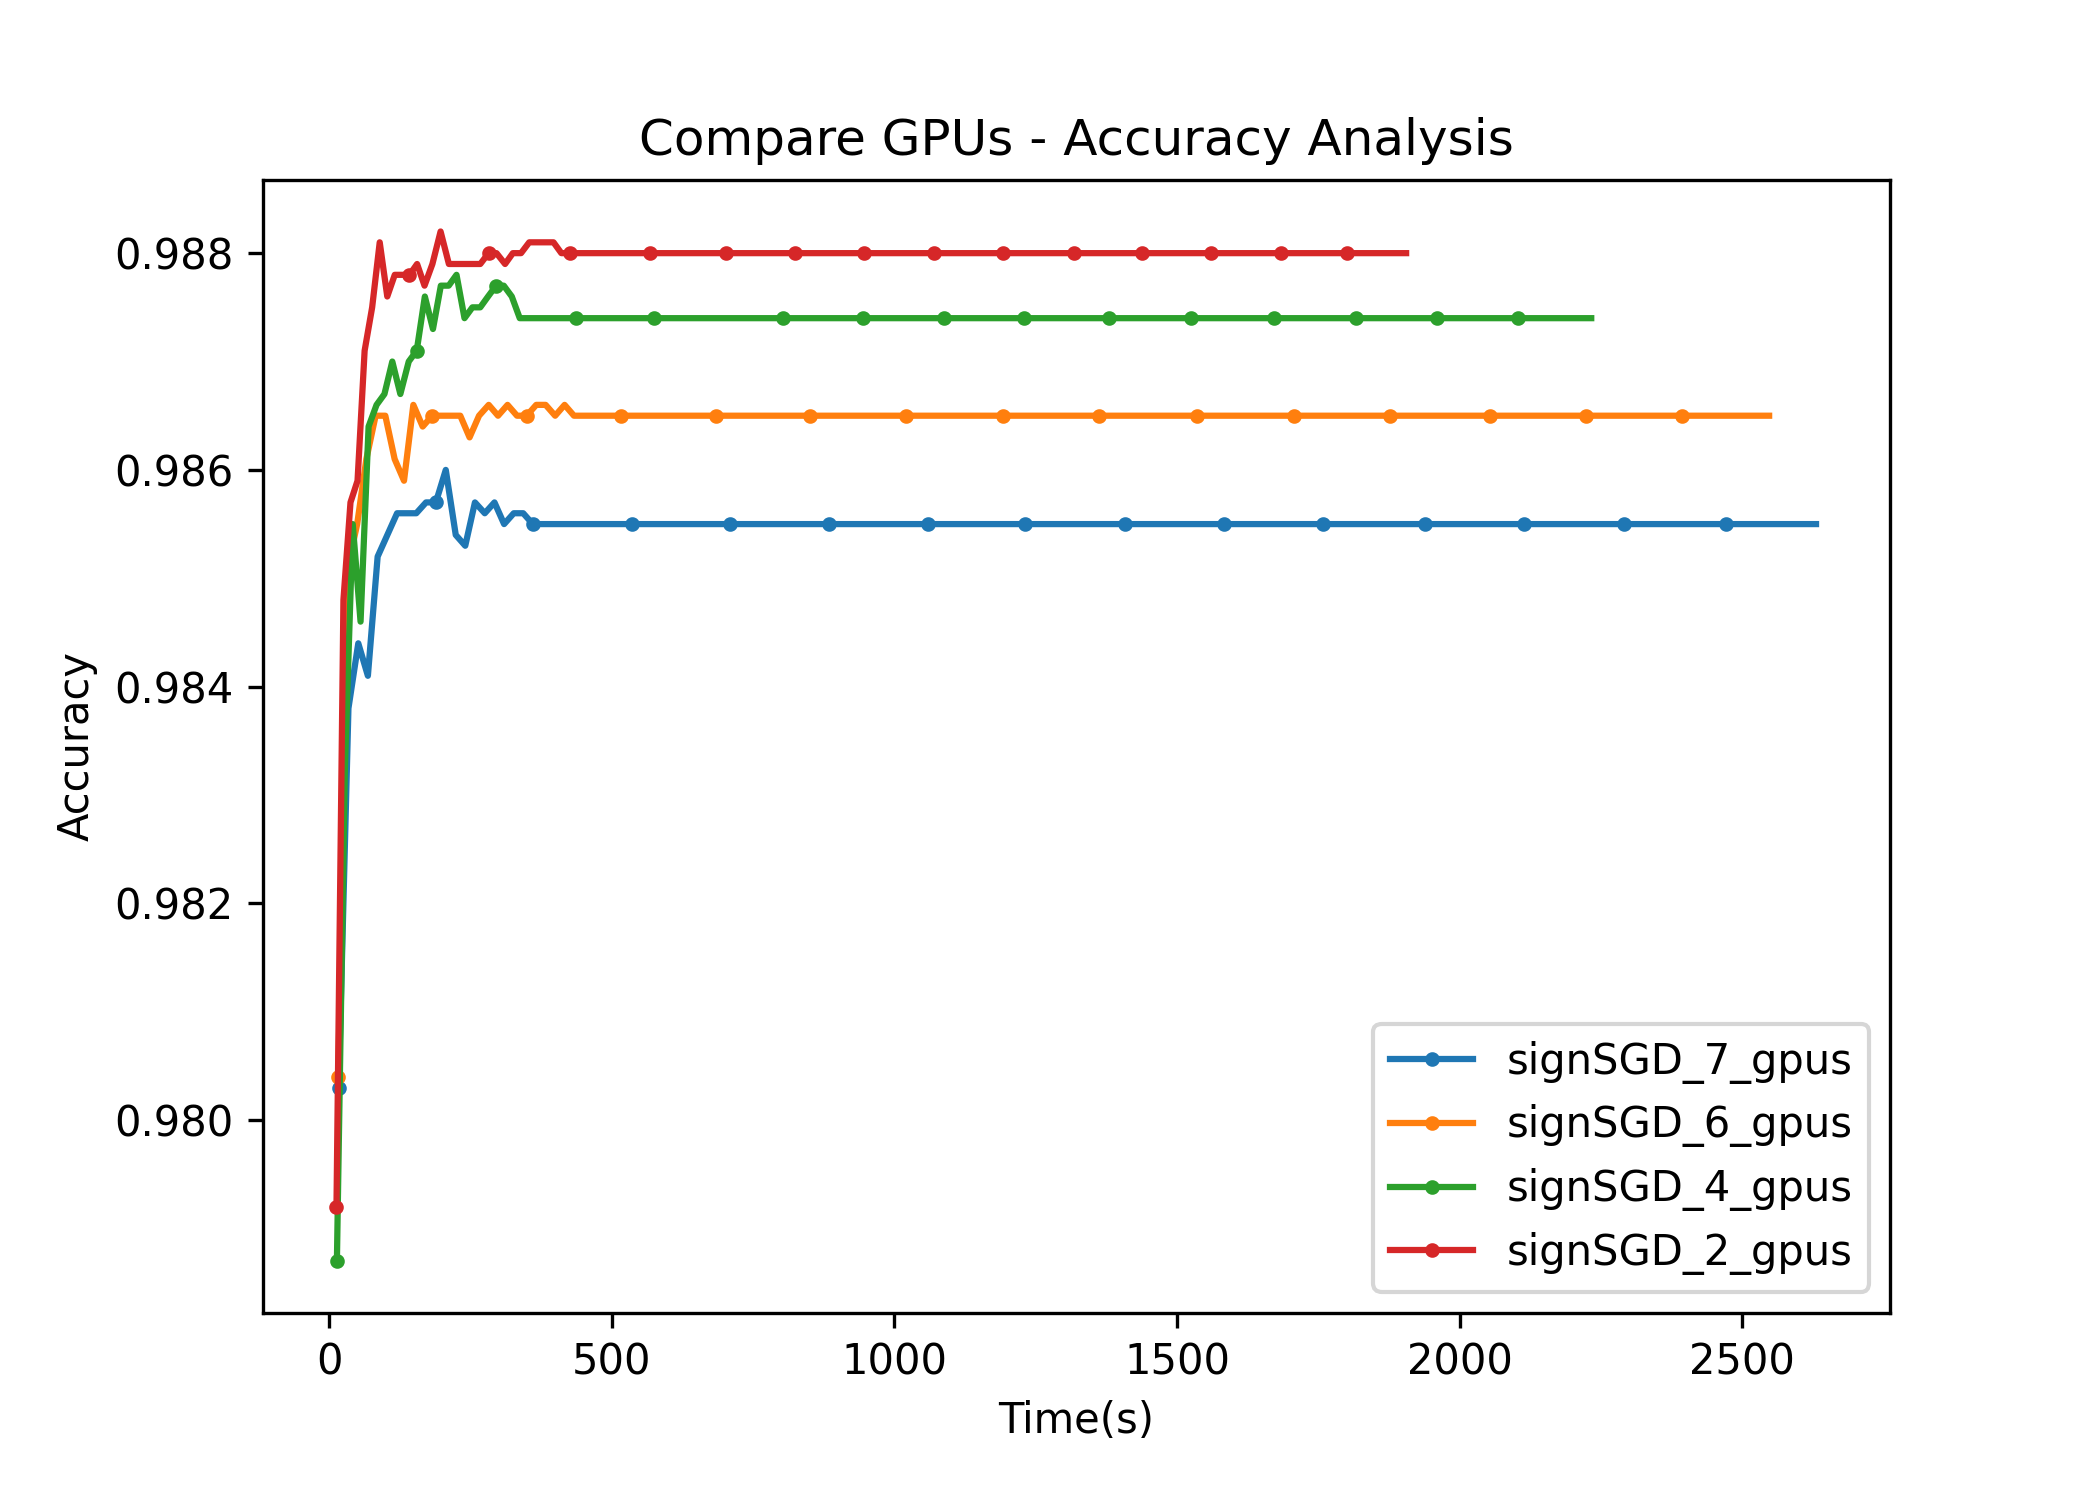 Compare GPUs - Accuracy Analysis
0.988
0.986
0.984
0.982
0.980
Accuracy
0 500 1000 1500 2000 2500
Time(s)
signSGD_7_gpus
signSGD_6_gpus
signSGD_4_gpus
signSGD_2_gpus